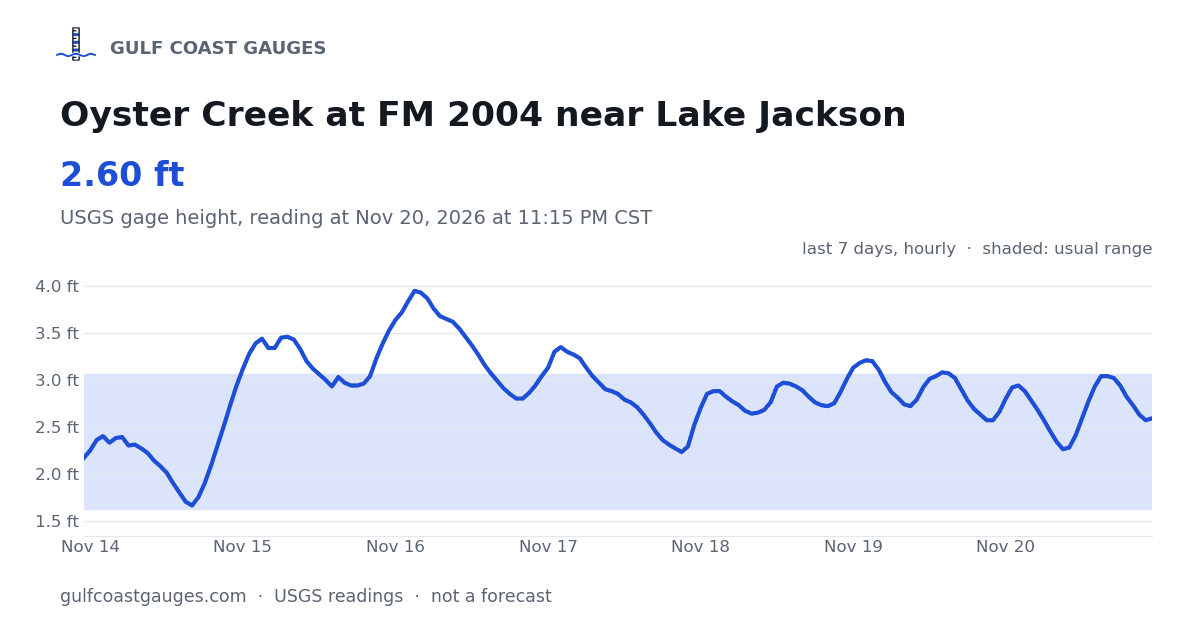 GULF COAST GAUGES
Oyster Creek at FM 2004 near Lake Jackson
2.60 ft
USGS gage height, reading at Nov 20, 2026 at 11:15 PM CST
last 7 days, hourly · shaded: usual range
4.0 ft
3.5 ft
3.0 ft
2.5 ft
2.0 ft
1.5 ft
Nov 14 Nov 15 Nov 16 Nov 17 Nov 18 Nov 19 Nov 20
gulfcoastgauges.com · USGS readings · not a forecast